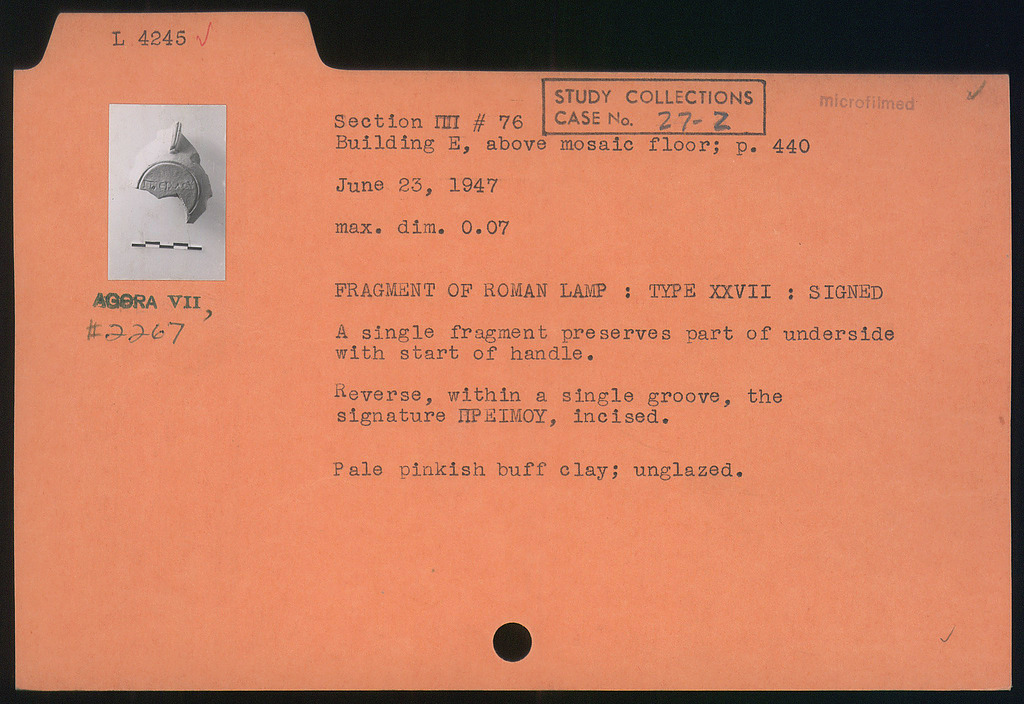 L 4245 ✓
STUDY COLLECTIONS
CASE No. 27-2
microfilmed ✓
Section ΠΠ # 76
Building E, above mosaic floor; p. 440
June 23, 1947
max. dim. 0.07
AGORA VII,
#2267
FRAGMENT OF ROMAN LAMP : TYPE XXVII : SIGNED
A single fragment preserves part of underside
with start of handle.
Reverse, within a single groove, the
signature ΠΡΕΙΜΟΥ, incised.
Pale pinkish buff clay; unglazed.
✓